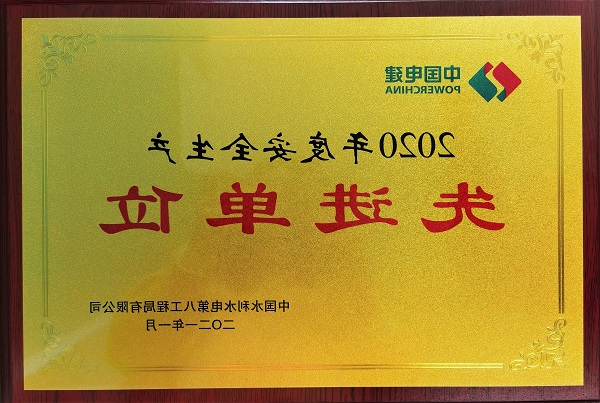 中国电建
POWERCHINA
2020年度安全生产
先进单位
中国水利水电第八工程局有限公司
二〇二一年一月